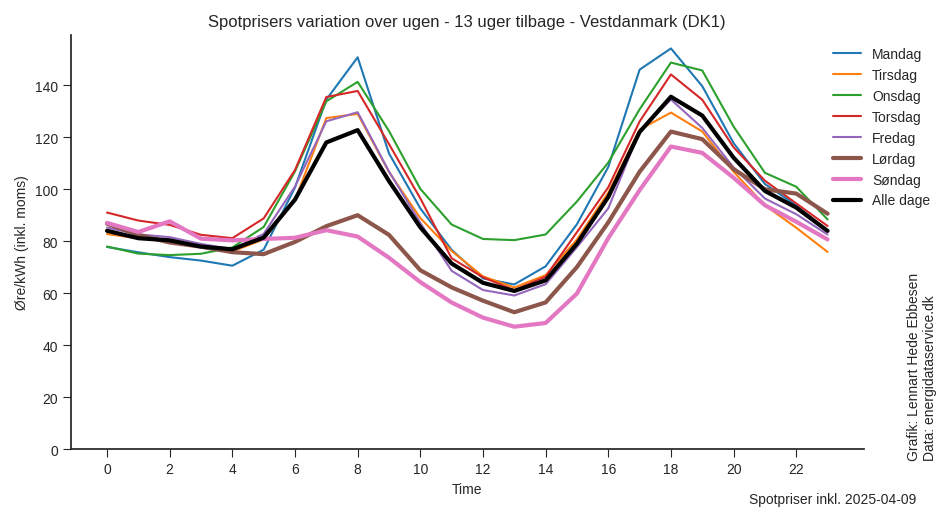 Spotprisers variation over ugen - 13 uger tilbage - Vestdanmark (DK1)
Øre/kWh (inkl. moms)
140
120
100
80
60
40
20
0
0 2 4 6 8 10 12 14 16 18 20 22
Time
Mandag
Tirsdag
Onsdag
Torsdag
Fredag
Lørdag
Søndag
Alle dage
Grafik: Lennart Hede Ebbesen
Data: energidataservice.dk
Spotpriser inkl. 2025-04-09